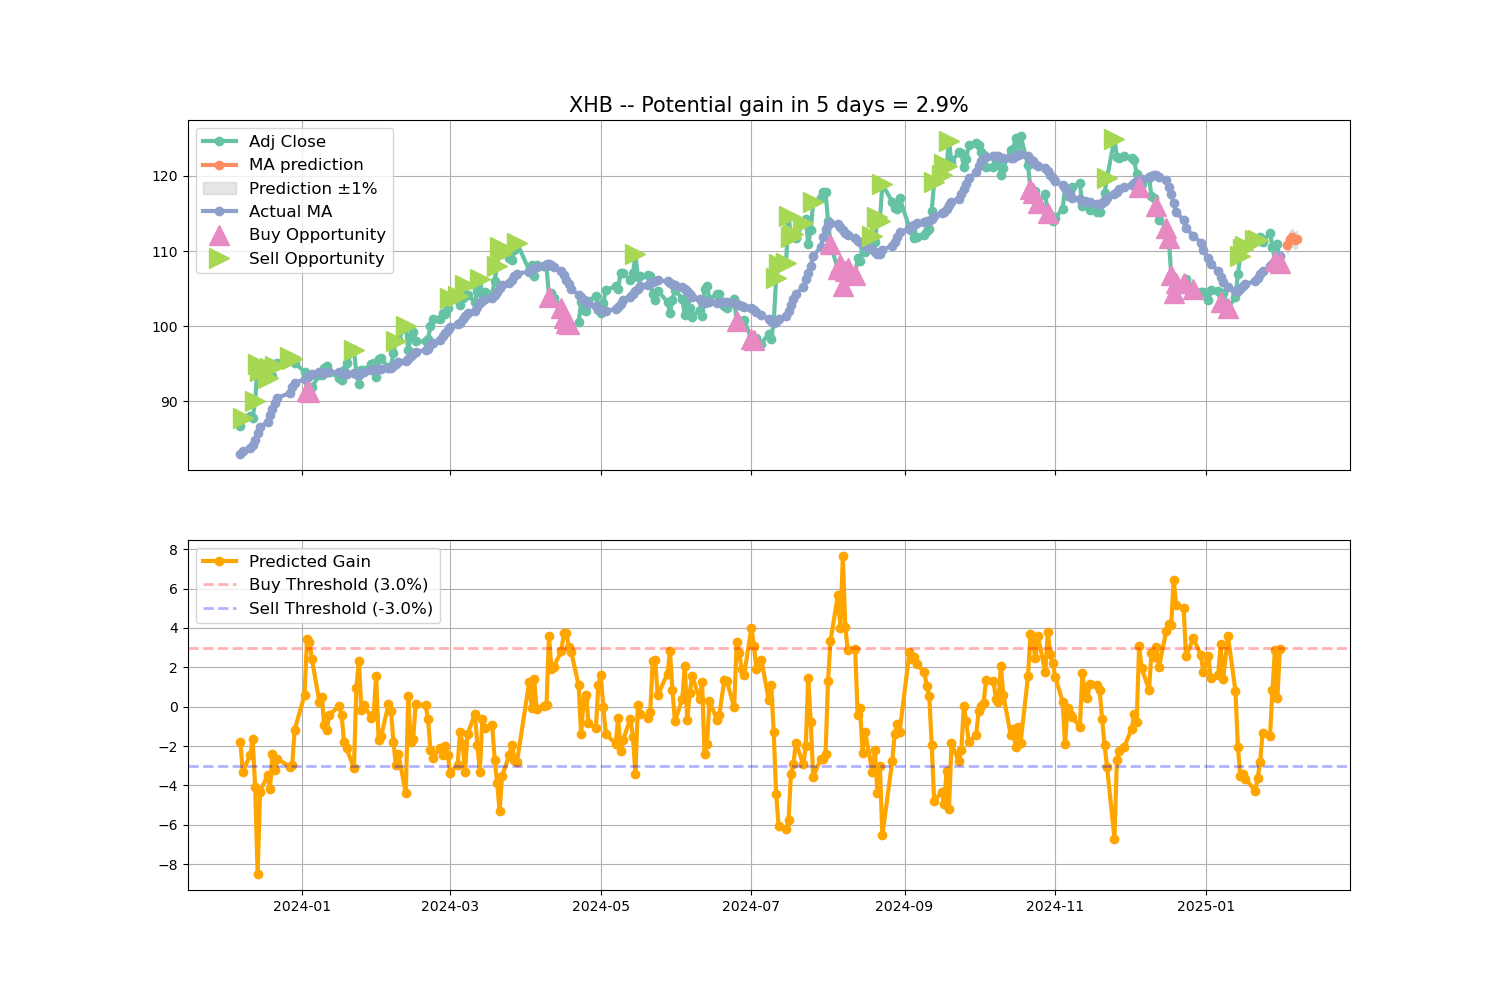 XHB -- Potential gain in 5 days = 2.9%
Adj Close
MA prediction
Prediction ±1%
Actual MA
Buy Opportunity
Sell Opportunity
120
110
100
90
Predicted Gain
Buy Threshold (3.0%)
Sell Threshold (-3.0%)
8
6
4
2
0
−2
−4
−6
−8
2024-01 2024-03 2024-05 2024-07 2024-09 2024-11 2025-01